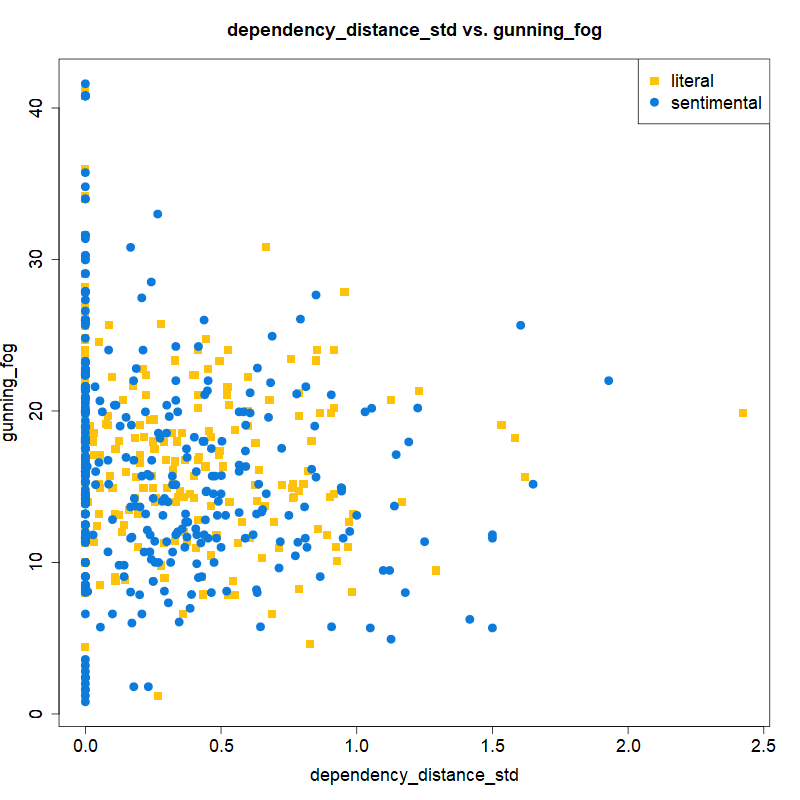 dependency_distance_std vs. gunning_fog
literal
sentimental
gunning_fog
40
30
20
10
0
0.0 0.5 1.0 1.5 2.0 2.5
dependency_distance_std